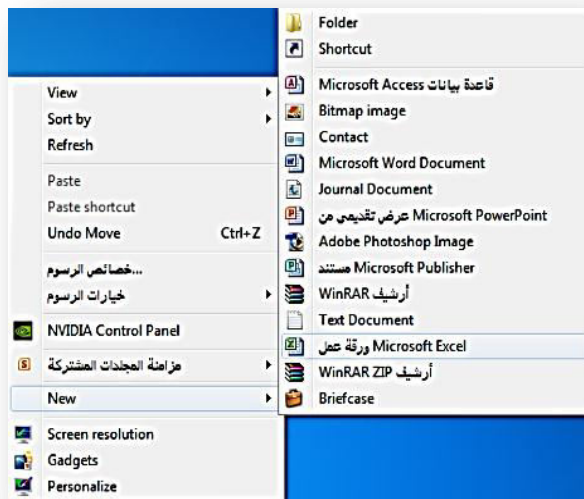 View
Sort by
Refresh
Paste
Paste shortcut
Undo Move Ctrl+Z
خصائص الرسوم...
خيارات الرسوم
NVIDIA Control Panel
مزامنة المجلدات المشتركة
New
Screen resolution
Gadgets
Personalize
Folder
Shortcut
قاعدة بيانات Microsoft Access
Bitmap image
Contact
Microsoft Word Document
Journal Document
عرض تقديمي من Microsoft PowerPoint
Adobe Photoshop Image
مستند Microsoft Publisher
أرشيف WinRAR
Text Document
ورقة عمل Microsoft Excel
أرشيف WinRAR ZIP
Briefcase